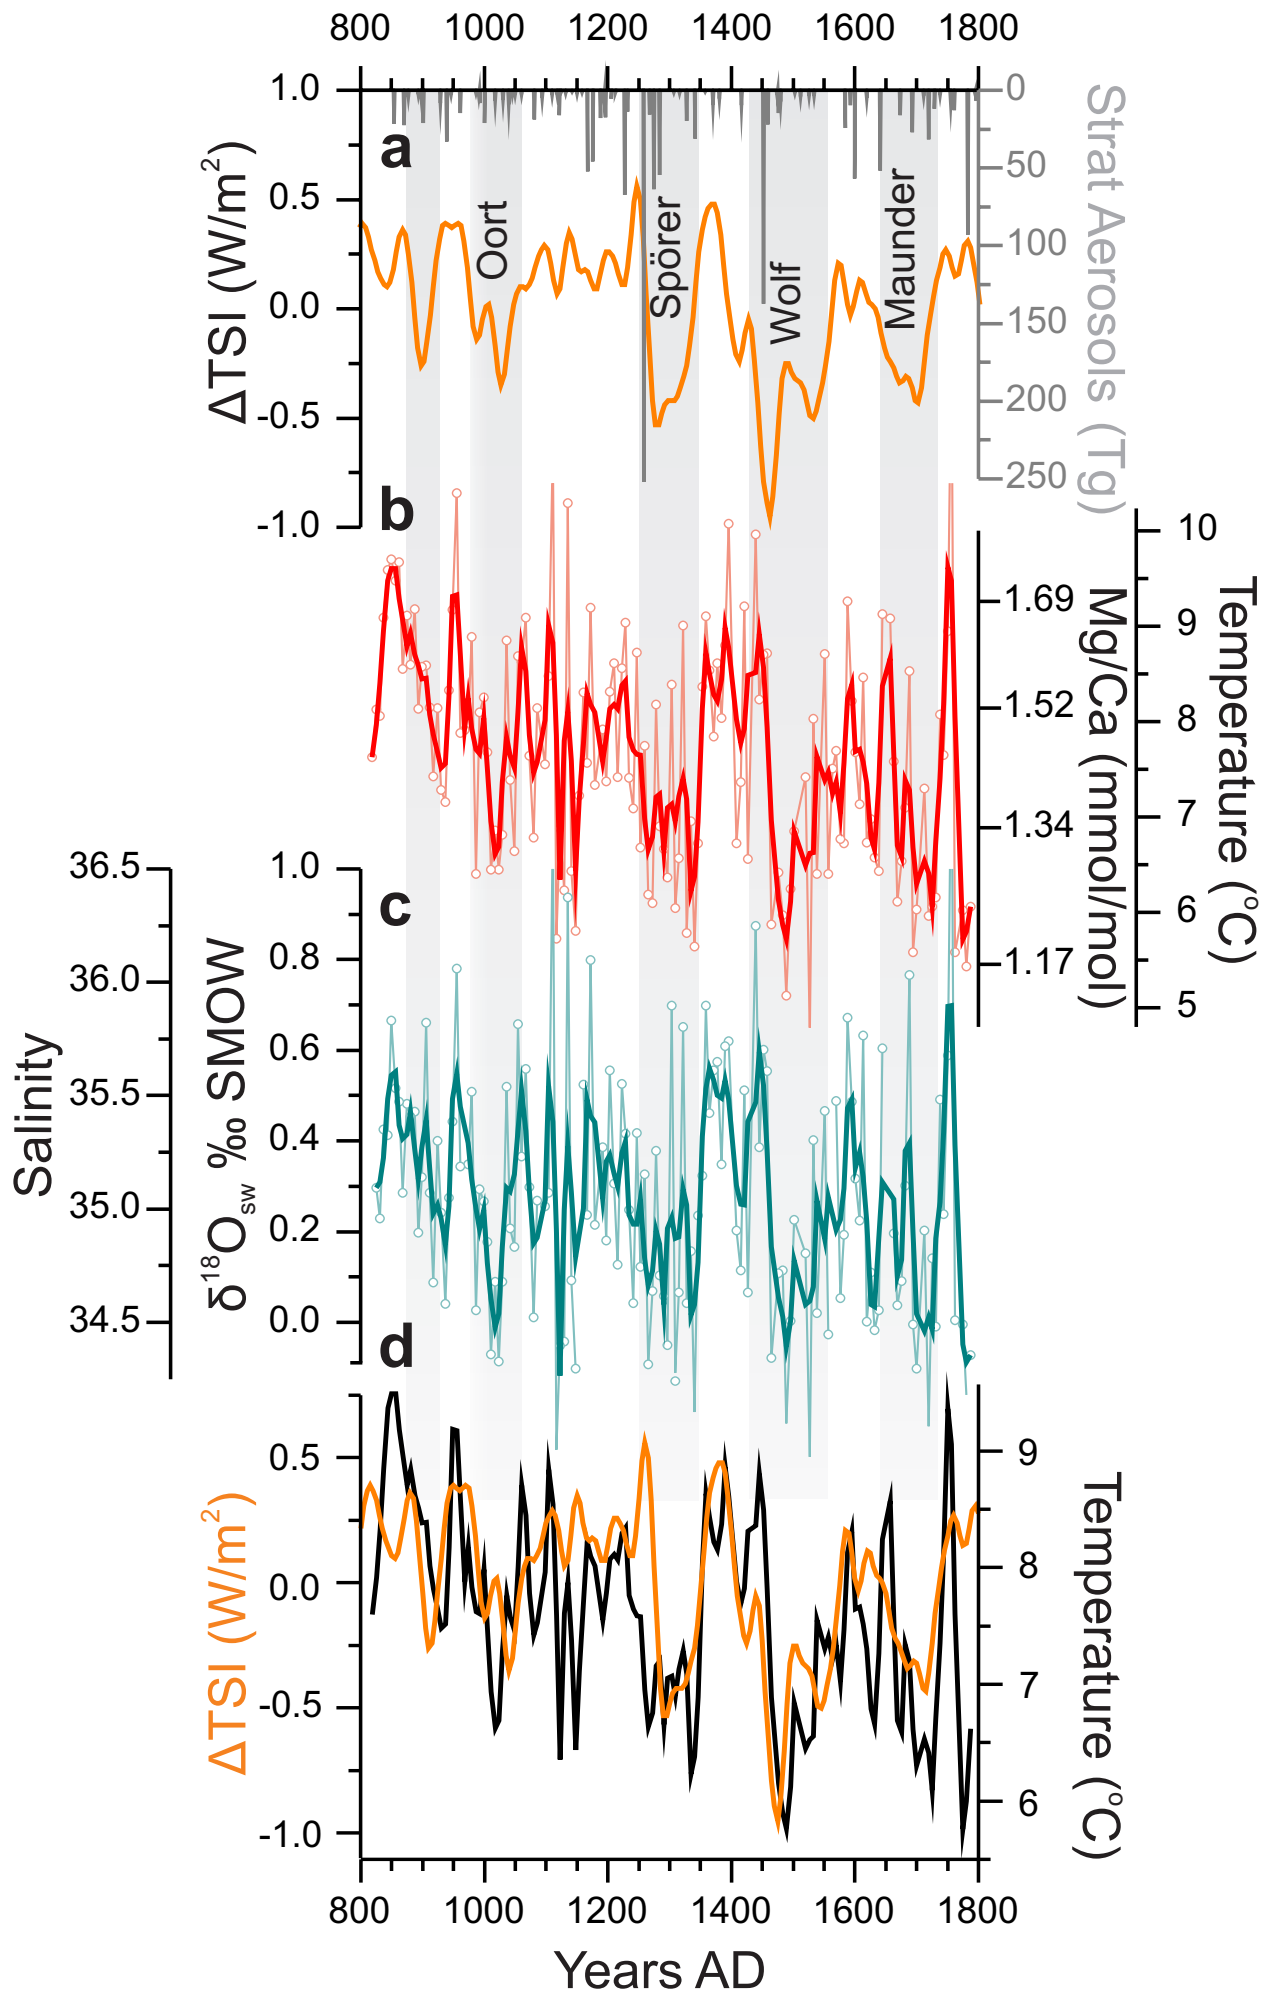 800 1000 1200 1400 1600 1800
a
ΔTSI (W/m²)
1.0
0.5
0.0
-0.5
-1.0
Oort
Spörer
Wolf
Maunder
0
50
100
150
200
250
Strat Aerosols (Tg)
b
1.69
1.52
1.34
1.17
Mg/Ca (mmol/mol)
10
9
8
7
6
5
Temperature (°C)
c
Salinity
36.5
36.0
35.5
35.0
34.5
δ¹⁸Osw ‰ SMOW
1.0
0.8
0.6
0.4
0.2
0.0
d
ΔTSI (W/m²)
0.5
0.0
-0.5
-1.0
9
8
7
6
Temperature (°C)
800 1000 1200 1400 1600 1800
Years AD